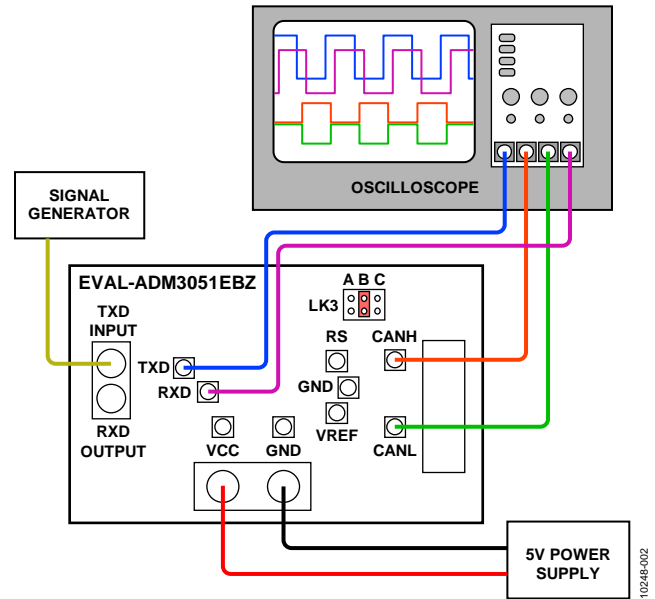 OSCILLOSCOPE
SIGNAL
GENERATOR
EVAL-ADM3051EBZ
A B C
LK3
TXD
INPUT
RS
CANH
TXD
RXD
GND
RXD
OUTPUT
VCC
GND
VREF
CANL
5V POWER
SUPPLY
10248-002